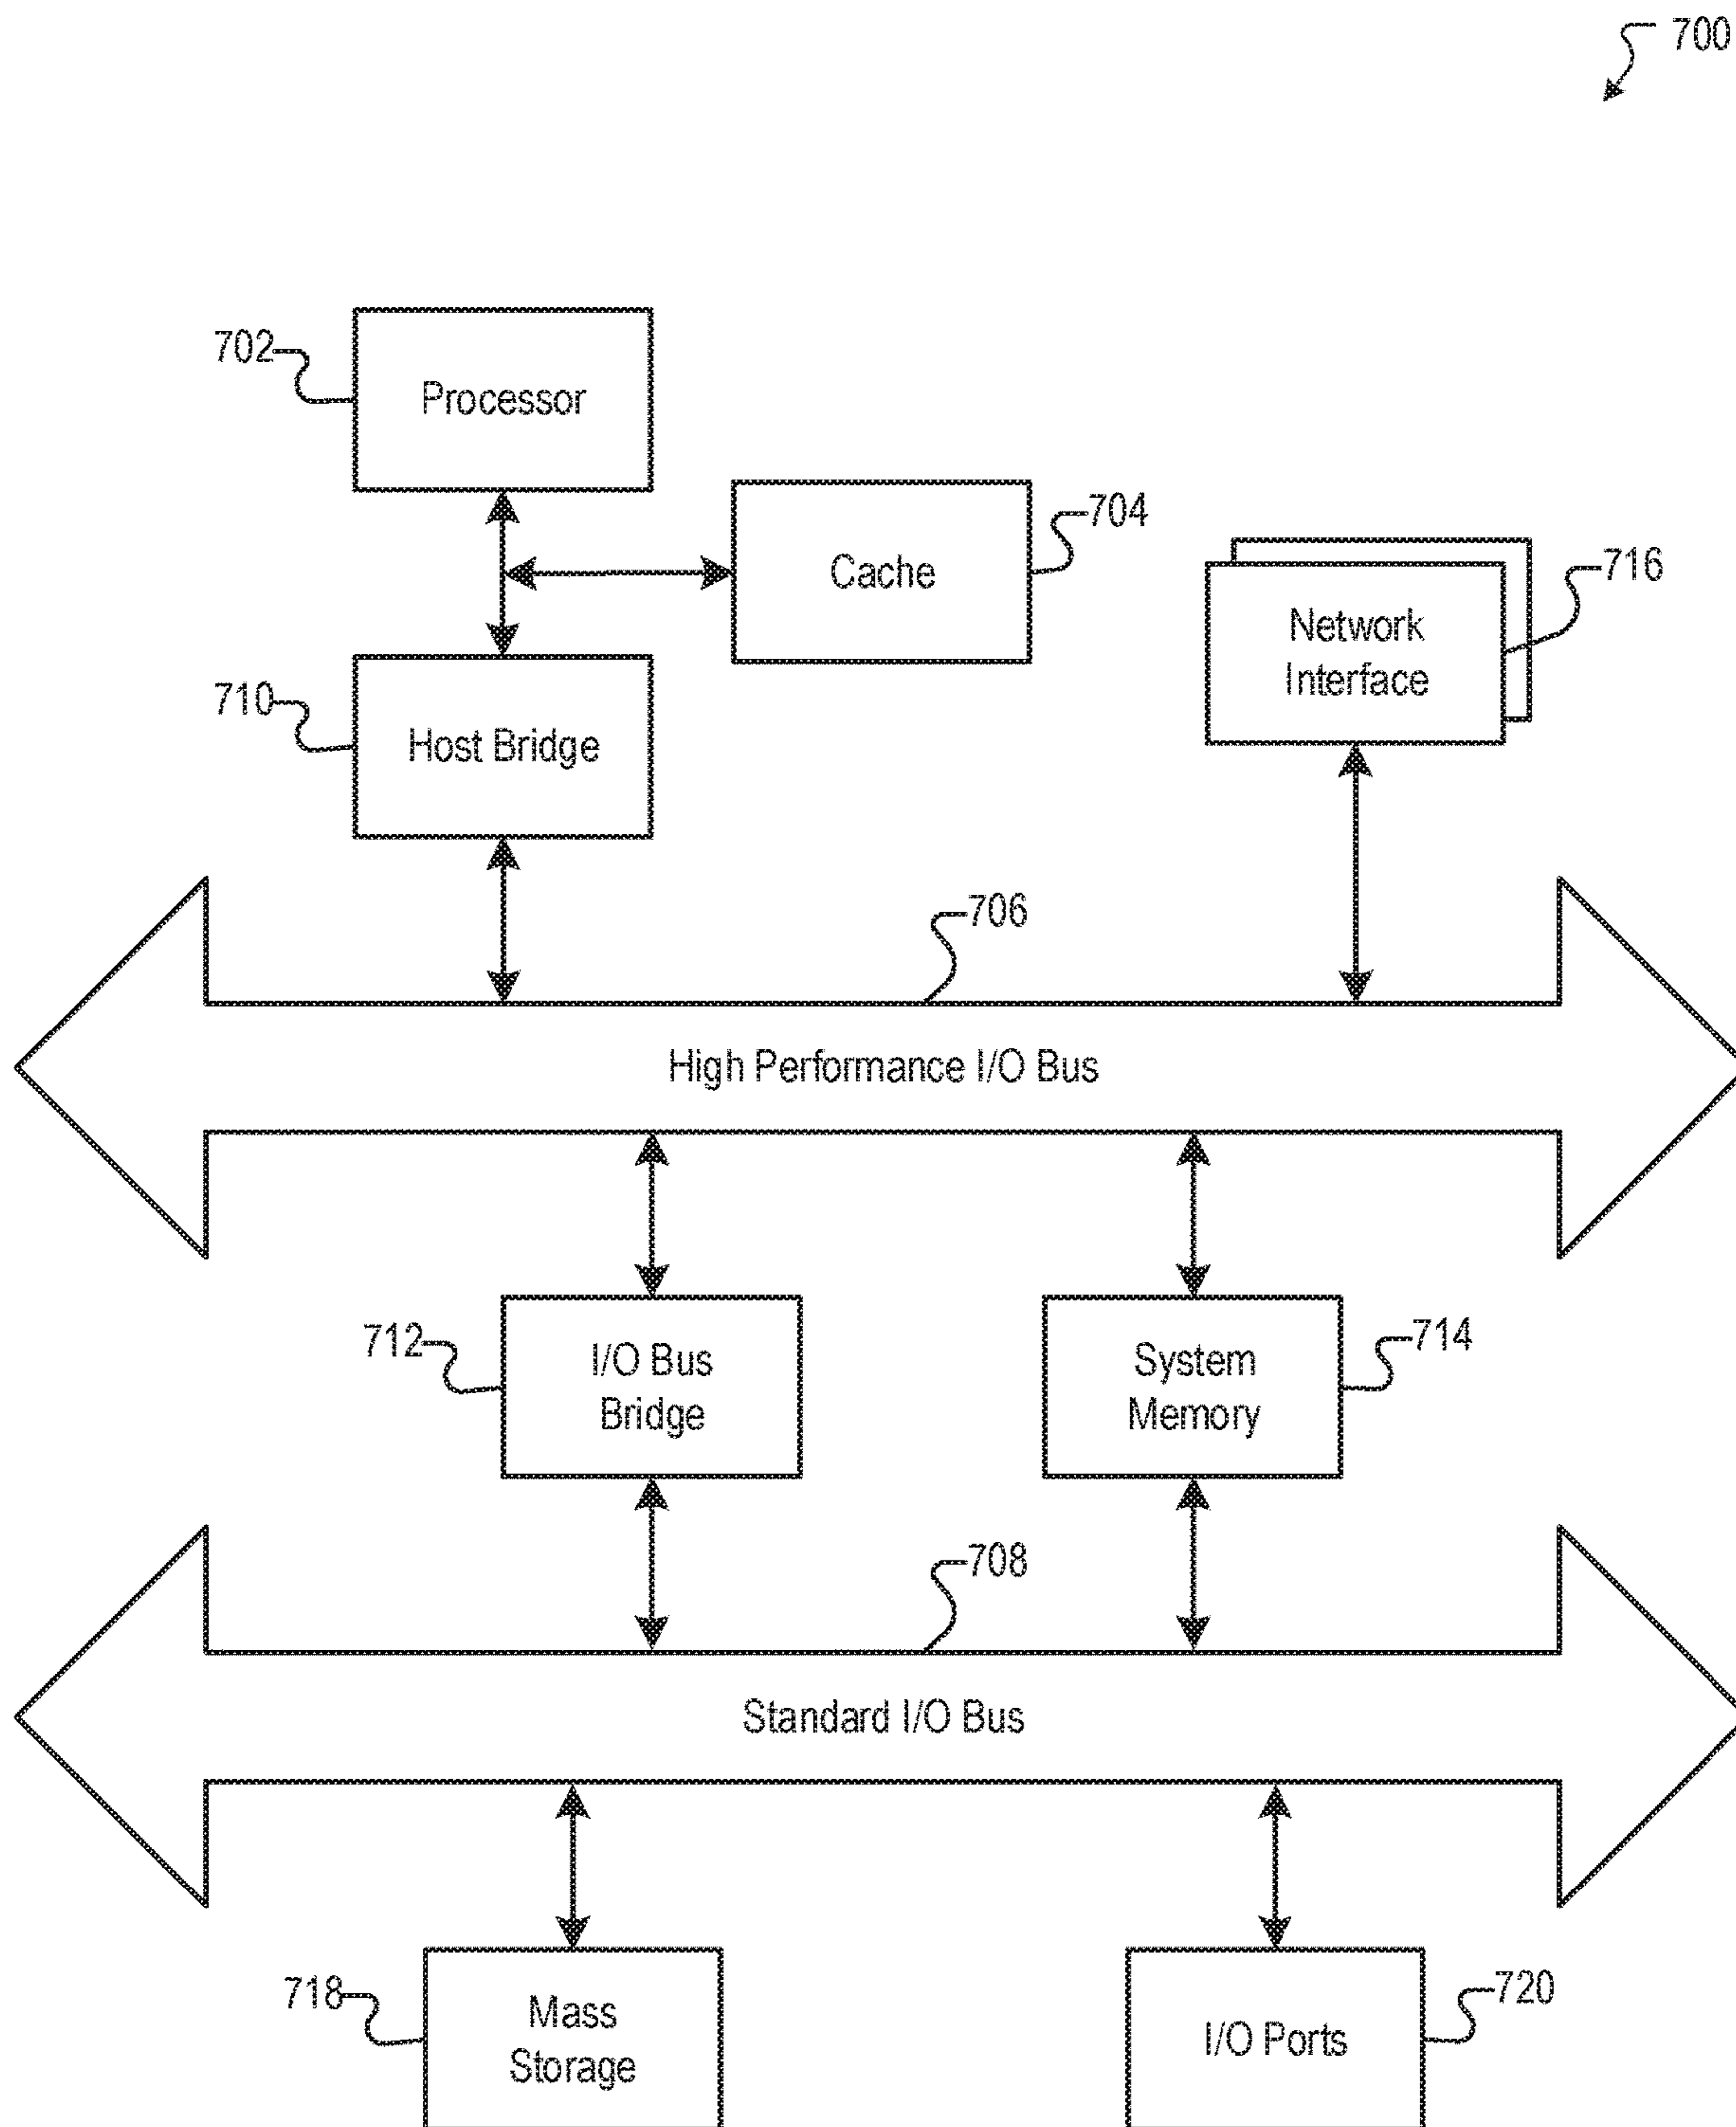 700
702
Processor
704
Cache
716
Network
Interface
710
Host Bridge
706
High Performance I/O Bus
712
I/O Bus
Bridge
714
System
Memory
708
Standard I/O Bus
718
Mass
Storage
720
I/O Ports